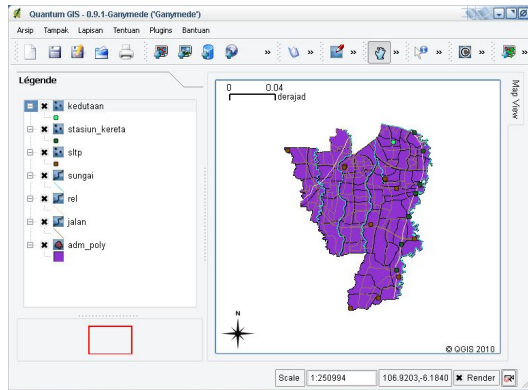 Quantum GIS - 0.9.1-Ganymede ('Ganymede')
Arsip Tampak Lapisan Tentuan Plugins Bantuan
Légende
kedutaan
stasiun_kereta
sltp
sungai
rel
jalan
adm_poly
0 0.04
derajad
N
© QGIS 2010
Map View
Scale 1:250994 106.9203,-6.1840 Render